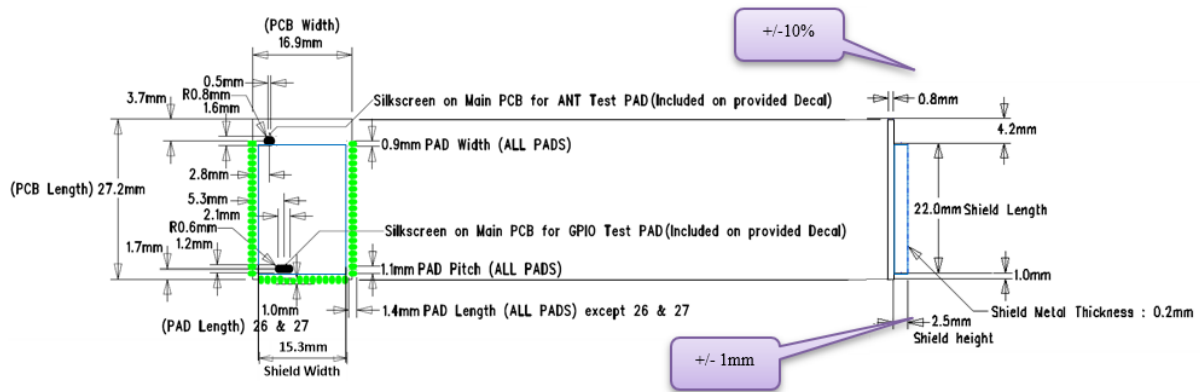 (PCB Width)
16.9mm
+/-10%
0.5mm
R0.8mm
3.7mm
1.6mm
Silkscreen on Main PCB for ANT Test PAD(Included on provided Decal)
0.8mm
4.2mm
0.9mm PAD Width (ALL PADS)
2.8mm
(PCB Length) 27.2mm
5.3mm
2.1mm
22.0mm Shield Length
R0.6mm
Silkscreen on Main PCB for GPIO Test PAD(Included on provided Decal)
1.2mm
1.7mm
1.1mm PAD Pitch (ALL PADS)
1.0mm
1.0mm
1.4mm PAD Length (ALL PADS) except 26 & 27
Shield Metal Thickness : 0.2mm
(PAD Length) 26 & 27
2.5mm
Shield height
15.3mm
Shield Width
+/- 1mm